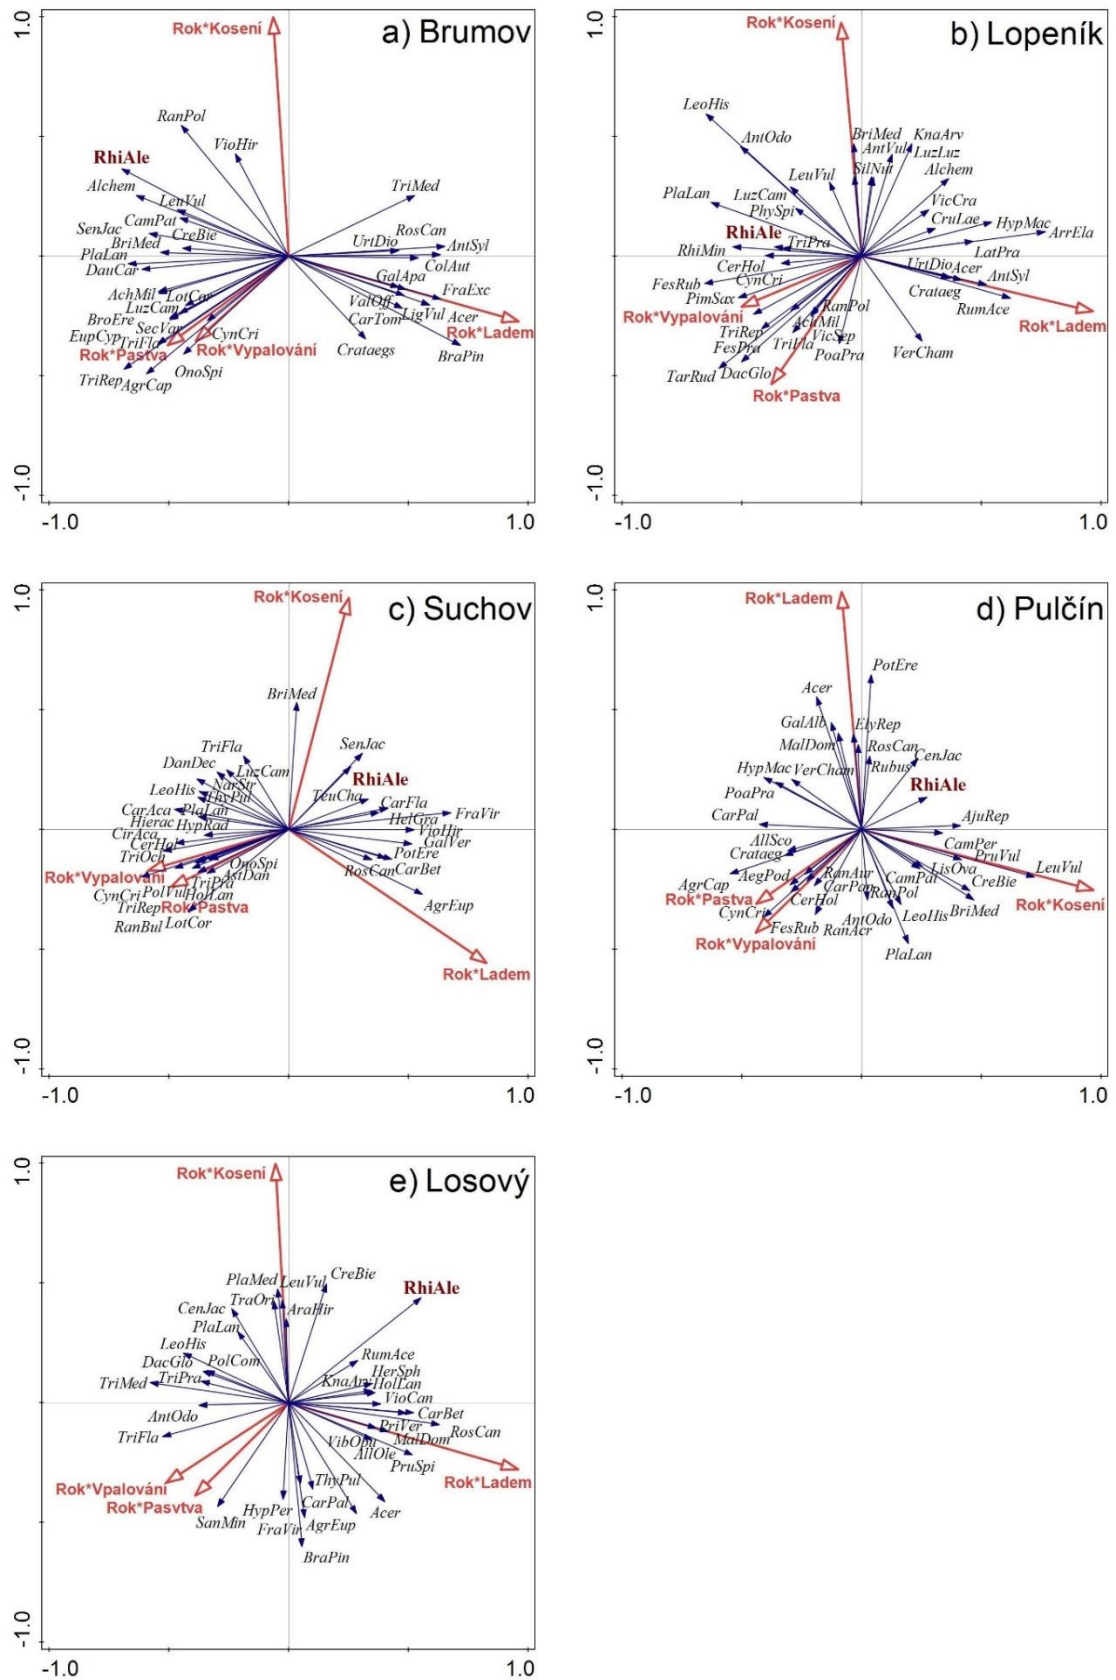 a) Brumov
1.0
Rok*Kosení
RanPol
VioHir
RhiAle
Alchem
LeuVul
CamPat
SenJac
CreBie
BriMed
PlaLan
DauCar
TriMed
RosCan
UrtDio
AntSyl
ColAut
GalApa
FraExc
AchMil
LotCor
LuzCam
BroEre
SecVar
EupCyp
TriFla
CynCri
Rok*Pastva
Rok*Vypalování
TriRep
AgrCap
OnoSpi
ValOff
LigVul
Acer
CarTom
Rok*Ladem
Crataegs
BraPin
-1.0
-1.0
1.0
b) Lopeník
1.0
Rok*Kosení
LeoHis
AntOdo
BriMed
KnaArv
AntVul
LuzLuz
LeuVul
SilNut
Alchem
PlaLan
LuzCam
PhySpi
VicCra
CruLae
HypMac
ArrEla
RhiAle
RhiMin
TriPra
LatPra
CerHol
CynCri
FesRub
PimSax
UrtDio
Acer
AntSyl
Crataeg
RumAce
Rok*Vypalování
RanPol
AchMil
TriRep
VicSep
TriFla
FesPra
PoaPra
VerCham
Rok*Ladem
TarRud
DacGlo
Rok*Pastva
-1.0
-1.0
1.0
c) Suchov
1.0
Rok*Kosení
BriMed
TriFla
SenJac
DanDec
LuzCam
NarStr
RhiAle
LeoHis
ThyPul
TeuCha
CarAca
PlaLan
CarFla
Hierac
HypRad
HelGra
FraVir
CirAca
VioHir
CerHol
GalVer
TriOch
OnoSpi
PotEre
RosCan
CarBet
Rok*Vypalování
AstDan
TriPra
CynCri
PolVul
HolLan
TriRep
Rok*Pastva
AgrEup
RanBul
LotCor
Rok*Ladem
-1.0
-1.0
1.0
d) Pulčín
1.0
Rok*Ladem
PotEre
Acer
GalAlb
ElyRep
MalDom
RosCan
CenJac
HypMac
VerCham
Rubus
PoaPra
RhiAle
CarPal
AjuRep
AllSco
CamPer
Crataeg
PruVul
LisOva
LeuVul
AgrCap
AegPod
RanAur
CamPat
CreBie
CarPan
Rok*Pastva
CerHol
RanPol
Rok*Kosení
CynCri
BriMed
LeoHis
AntOdo
FesRub
RanAcr
Rok*Vypalování
PlaLan
-1.0
-1.0
1.0
e) Losový
1.0
Rok*Kosení
PlaMed
LeuVul
CreBie
TraOri
RhiAle
CenJac
AraHir
PlaLan
LeoHis
DacGlo
PolCom
RumAce
HerSph
TriMed
TriPra
KnaArv
HolLan
VioCan
AntOdo
CarBet
TriFla
PriVer
RosCan
VibOpu
MalDom
AllOle
PruSpi
Rok*Ladem
Rok*Vpalování
Rok*Pasvtva
ThyPul
SanMin
HypPer
CarPal
Acer
FraVir
AgrEup
BraPin
-1.0
-1.0
1.0